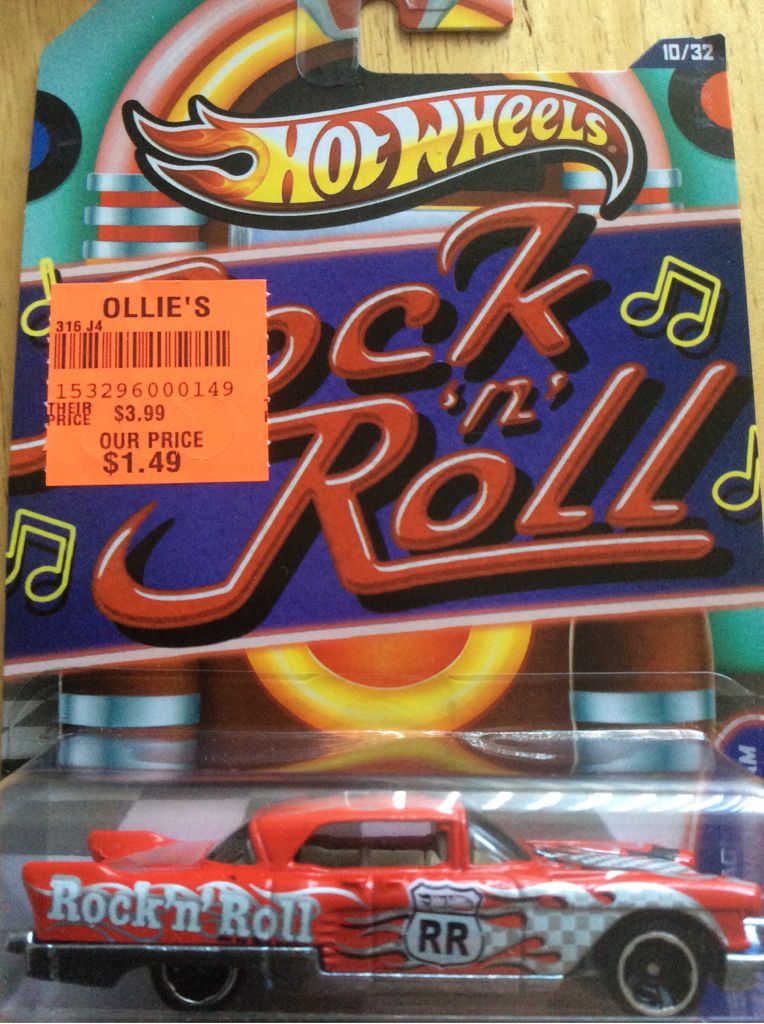 10/32
HOT WHEELS
Rock
'n'
Roll
OLLIE'S
316 J4
153296000149
THEIR
PRICE $3.99
OUR PRICE
$1.49
Rock 'n' Roll
RR